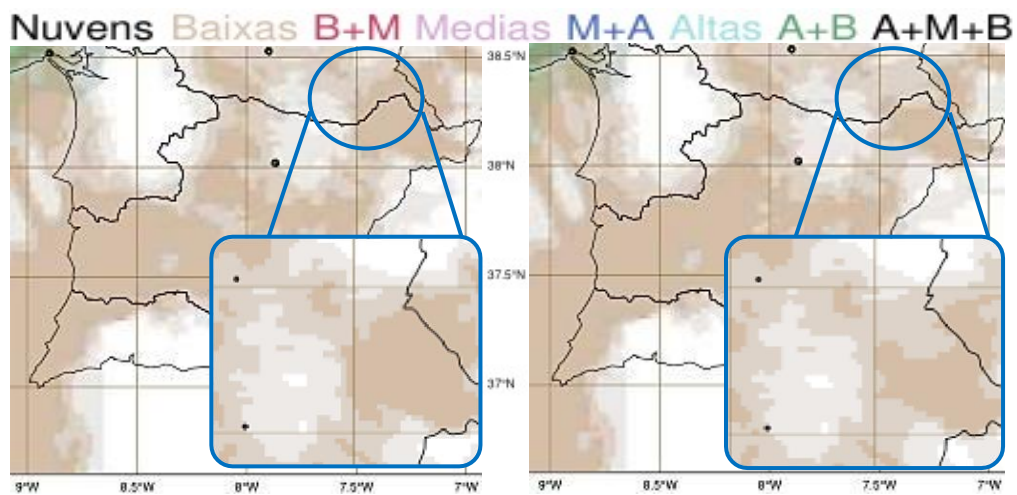 Nuvens Baixas B+M Medias M+A Altas A+B A+M+B
38.5°N
38°N
37.5°N
37°N
9°W 8.5°W 8°W 7.5°W 7°W 9°W 8.5°W 8°W 7.5°W 7°W